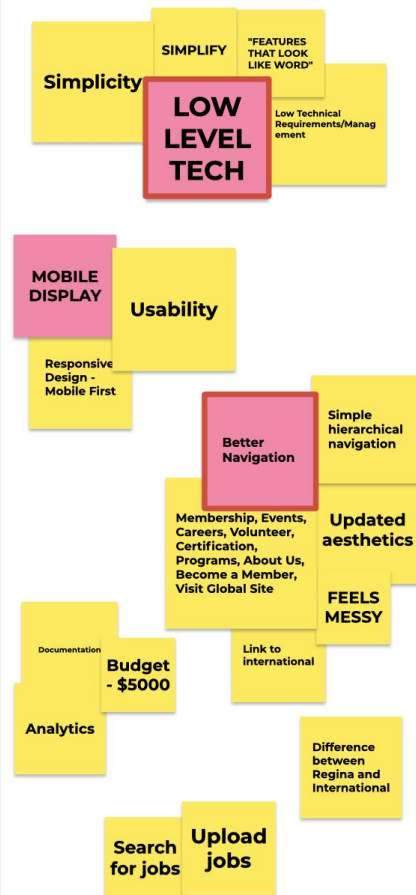 Simplicity
SIMPLIFY
"FEATURES
THAT LOOK
LIKE WORD"
LOW
LEVEL
TECH
Low Technical
Requirements/Manag
ement
MOBILE
DISPLAY
Usability
Responsive
Design -
Mobile First
Better
Navigation
Simple
hierarchical
navigation
Membership, Events,
Careers, Volunteer,
Certification,
Programs, About Us,
Become a Member,
Visit Global Site
Updated
aesthetics
FEELS
MESSY
Link to
international
Documentation
Budget
- $5000
Analytics
Difference
between
Regina and
International
Search
for jobs
Upload
jobs